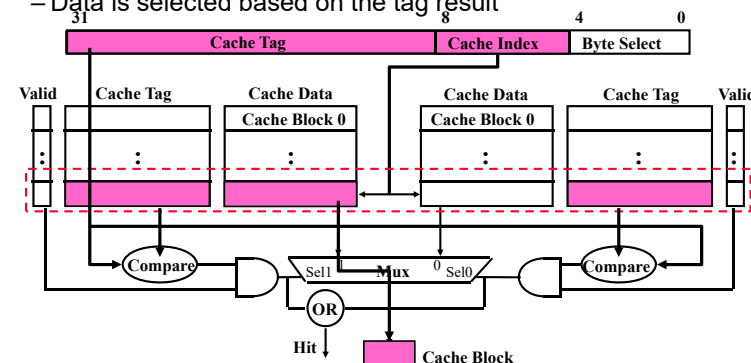 – Data is selected based on the tag result
31 8 4 0
Cache Tag Cache Index Byte Select
Valid Cache Tag Cache Data Cache Data Cache Tag Valid
Cache Block 0 Cache Block 0
: : : : : :
Compare Sel1 1 Mux 0 Sel0 Compare
OR
Hit
Cache Block